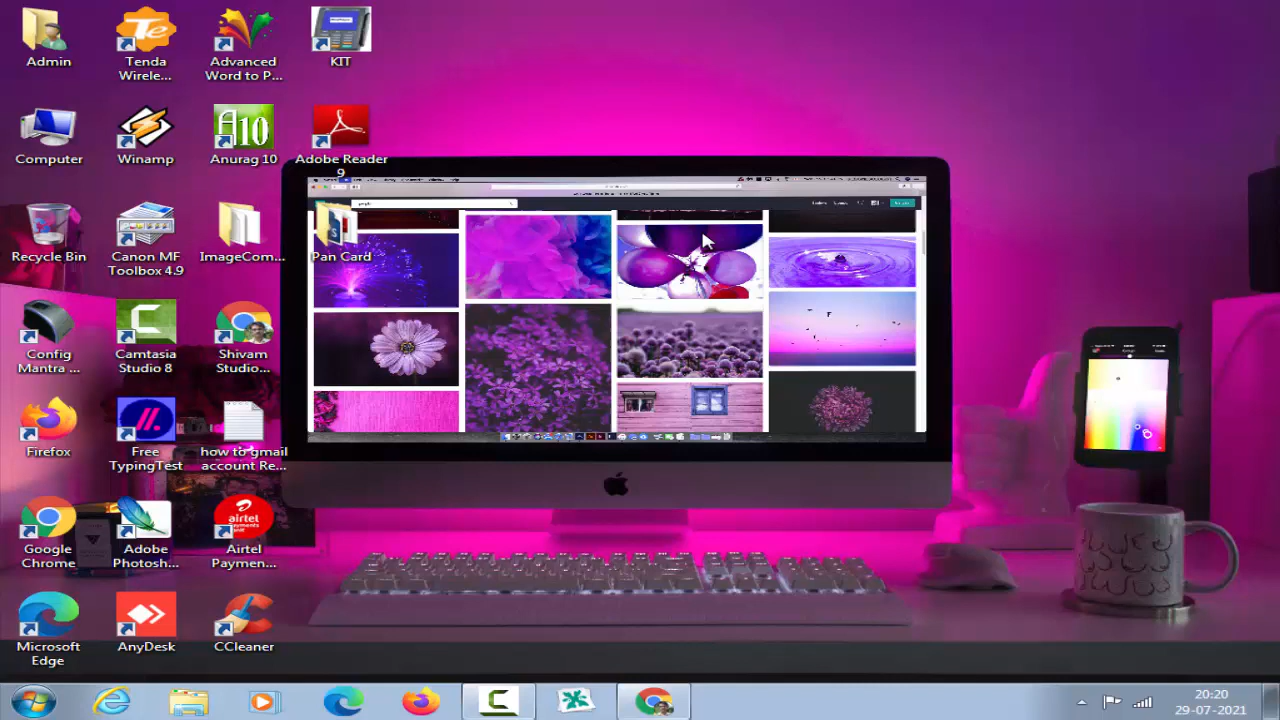 Admin
Tenda
Wirele...
Advanced
Word to P...
KIT
Computer
Winamp
A10
Anurag 10
Adobe Reader
9
Recycle Bin
Canon MF
Toolbox 4.9
ImageCom...
Pan Card
Config
Mantra ...
Camtasia
Studio 8
Shivam
Studio...
Firefox
Free
TypingTest
how to gmail
account Re...
Google
Chrome
Adobe
Photosh...
airtel
Airtel
Paymen...
Microsoft
Edge
AnyDesk
CCleaner
20:20
29-07-2021